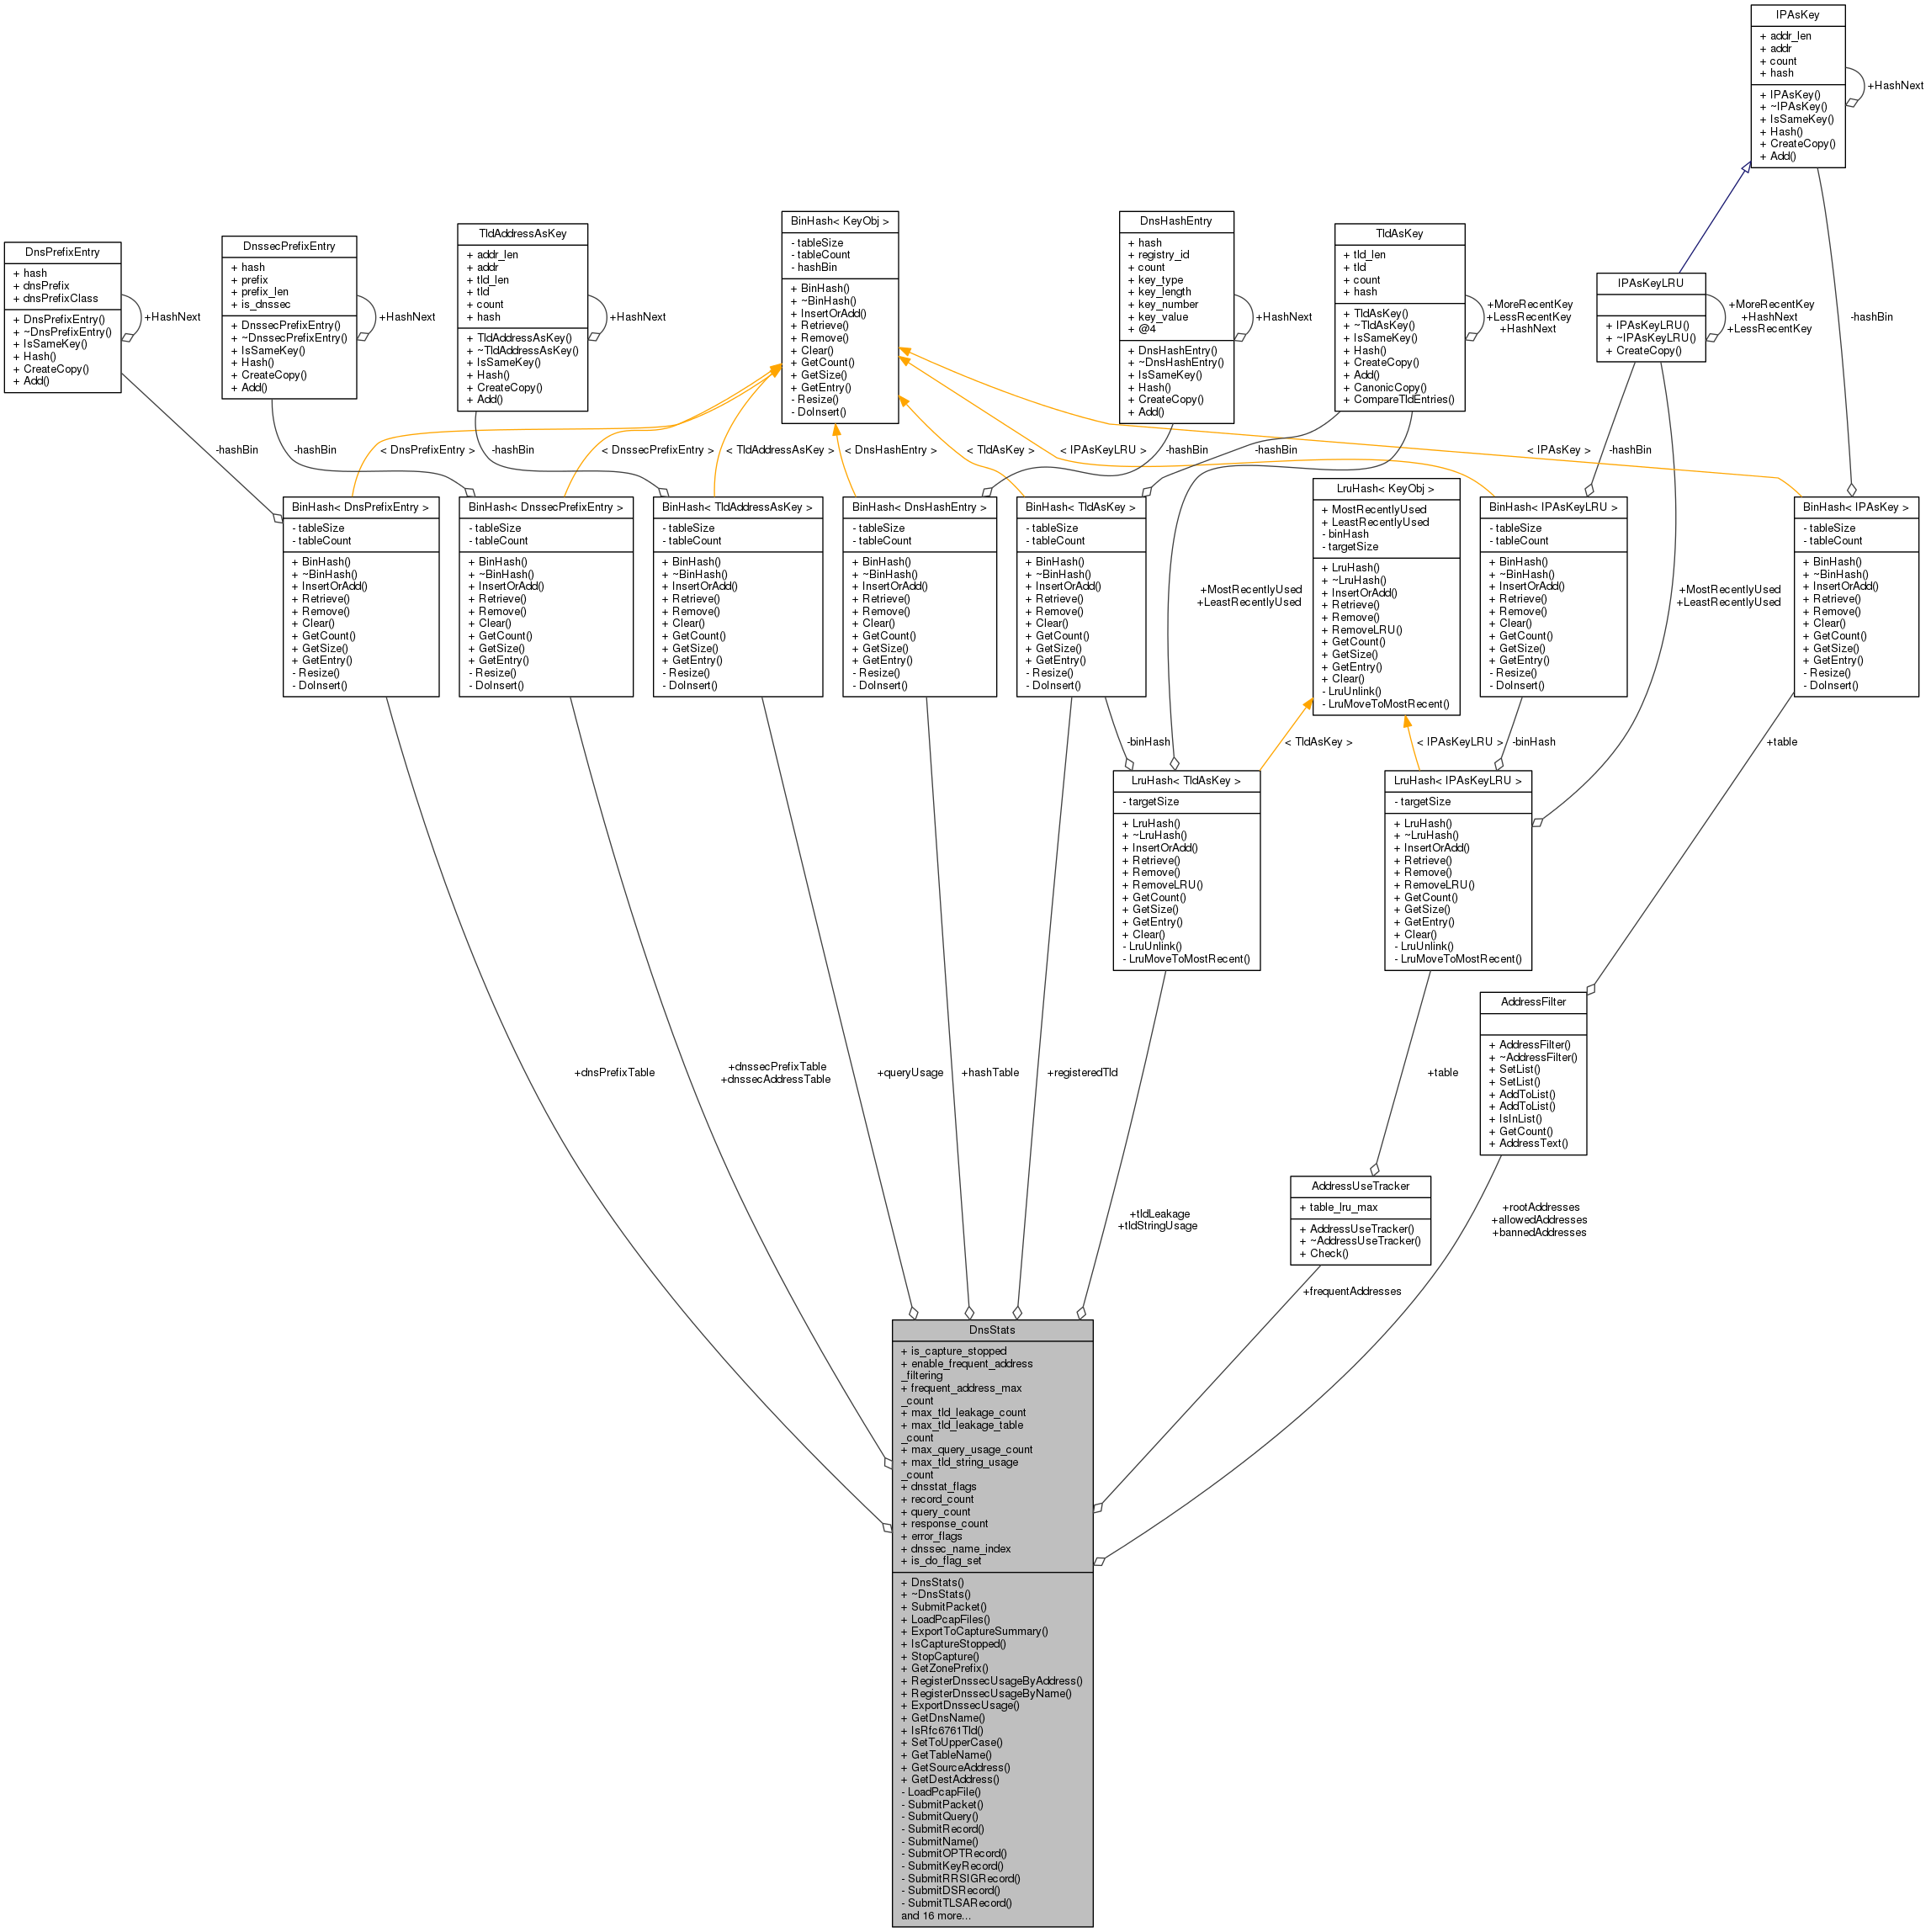 IPAsKey
+ addr_len
+ addr
+ count
+ hash
+ IPAsKey()
+ ~IPAsKey()
+ IsSameKey()
+ Hash()
+ CreateCopy()
+ Add()
+HashNext
DnsPrefixEntry
+ hash
+ dnsPrefix
+ dnsPrefixClass
+ DnsPrefixEntry()
+ ~DnsPrefixEntry()
+ IsSameKey()
+ Hash()
+ CreateCopy()
+ Add()
+HashNext
DnssecPrefixEntry
+ hash
+ prefix
+ prefix_len
+ is_dnssec
+ DnssecPrefixEntry()
+ ~DnssecPrefixEntry()
+ IsSameKey()
+ Hash()
+ CreateCopy()
+ Add()
+HashNext
TldAddressAsKey
+ addr_len
+ addr
+ tld_len
+ tld
+ count
+ hash
+ TldAddressAsKey()
+ ~TldAddressAsKey()
+ IsSameKey()
+ Hash()
+ CreateCopy()
+ Add()
+HashNext
BinHash< KeyObj >
- tableSize
- tableCount
- hashBin
+ BinHash()
+ ~BinHash()
+ InsertOrAdd()
+ Retrieve()
+ Remove()
+ Clear()
+ GetCount()
+ GetSize()
+ GetEntry()
- Resize()
- DoInsert()
DnsHashEntry
+ hash
+ registry_id
+ count
+ key_type
+ key_length
+ key_number
+ key_value
+ @4
+ DnsHashEntry()
+ ~DnsHashEntry()
+ IsSameKey()
+ Hash()
+ CreateCopy()
+ Add()
+HashNext
TldAsKey
+ tld_len
+ tld
+ count
+ hash
+ TldAsKey()
+ ~TldAsKey()
+ IsSameKey()
+ Hash()
+ CreateCopy()
+ Add()
+ CanonicCopy()
+ CompareTldEntries()
+MoreRecentKey
+LessRecentKey
+HashNext
IPAsKeyLRU
+ IPAsKeyLRU()
+ ~IPAsKeyLRU()
+ CreateCopy()
+MoreRecentKey
+HashNext
+LessRecentKey
-hashBin
-hashBin
< DnsPrefixEntry >
-hashBin
-hashBin
< DnssecPrefixEntry >
< TldAddressAsKey >
< DnsHashEntry >
< TldAsKey >
< IPAsKeyLRU >
-hashBin
-hashBin
< IPAsKey >
-hashBin
BinHash< DnsPrefixEntry >
- tableSize
- tableCount
+ BinHash()
+ ~BinHash()
+ InsertOrAdd()
+ Retrieve()
+ Remove()
+ Clear()
+ GetCount()
+ GetSize()
+ GetEntry()
- Resize()
- DoInsert()
BinHash< DnssecPrefixEntry >
- tableSize
- tableCount
+ BinHash()
+ ~BinHash()
+ InsertOrAdd()
+ Retrieve()
+ Remove()
+ Clear()
+ GetCount()
+ GetSize()
+ GetEntry()
- Resize()
- DoInsert()
BinHash< TldAddressAsKey >
- tableSize
- tableCount
+ BinHash()
+ ~BinHash()
+ InsertOrAdd()
+ Retrieve()
+ Remove()
+ Clear()
+ GetCount()
+ GetSize()
+ GetEntry()
- Resize()
- DoInsert()
BinHash< DnsHashEntry >
- tableSize
- tableCount
+ BinHash()
+ ~BinHash()
+ InsertOrAdd()
+ Retrieve()
+ Remove()
+ Clear()
+ GetCount()
+ GetSize()
+ GetEntry()
- Resize()
- DoInsert()
BinHash< TldAsKey >
- tableSize
- tableCount
+ BinHash()
+ ~BinHash()
+ InsertOrAdd()
+ Retrieve()
+ Remove()
+ Clear()
+ GetCount()
+ GetSize()
+ GetEntry()
- Resize()
- DoInsert()
+MostRecentlyUsed
+LeastRecentlyUsed
LruHash< KeyObj >
+ MostRecentlyUsed
+ LeastRecentlyUsed
- binHash
- targetSize
+ LruHash()
+ ~LruHash()
+ InsertOrAdd()
+ Retrieve()
+ Remove()
+ RemoveLRU()
+ GetCount()
+ GetSize()
+ GetEntry()
+ Clear()
- LruUnlink()
- LruMoveToMostRecent()
BinHash< IPAsKeyLRU >
- tableSize
- tableCount
+ BinHash()
+ ~BinHash()
+ InsertOrAdd()
+ Retrieve()
+ Remove()
+ Clear()
+ GetCount()
+ GetSize()
+ GetEntry()
- Resize()
- DoInsert()
+MostRecentlyUsed
+LeastRecentlyUsed
BinHash< IPAsKey >
- tableSize
- tableCount
+ BinHash()
+ ~BinHash()
+ InsertOrAdd()
+ Retrieve()
+ Remove()
+ Clear()
+ GetCount()
+ GetSize()
+ GetEntry()
- Resize()
- DoInsert()
-binHash
< TldAsKey >
< IPAsKeyLRU >
-binHash
+table
LruHash< TldAsKey >
- targetSize
+ LruHash()
+ ~LruHash()
+ InsertOrAdd()
+ Retrieve()
+ Remove()
+ RemoveLRU()
+ GetCount()
+ GetSize()
+ GetEntry()
+ Clear()
- LruUnlink()
- LruMoveToMostRecent()
LruHash< IPAsKeyLRU >
- targetSize
+ LruHash()
+ ~LruHash()
+ InsertOrAdd()
+ Retrieve()
+ Remove()
+ RemoveLRU()
+ GetCount()
+ GetSize()
+ GetEntry()
+ Clear()
- LruUnlink()
- LruMoveToMostRecent()
AddressFilter
+ AddressFilter()
+ ~AddressFilter()
+ SetList()
+ SetList()
+ AddToList()
+ AddToList()
+ IsInList()
+ GetCount()
+ AddressText()
+dnsPrefixTable
+dnssecPrefixTable
+dnssecAddressTable
+queryUsage
+hashTable
+registeredTld
+table
AddressUseTracker
+ table_lru_max
+ AddressUseTracker()
+ ~AddressUseTracker()
+ Check()
+tldLeakage
+tldStringUsage
+rootAddresses
+allowedAddresses
+bannedAddresses
+frequentAddresses
DnsStats
+ is_capture_stopped
+ enable_frequent_address
_filtering
+ frequent_address_max
_count
+ max_tld_leakage_count
+ max_tld_leakage_table
_count
+ max_query_usage_count
+ max_tld_string_usage
_count
+ dnsstat_flags
+ record_count
+ query_count
+ response_count
+ error_flags
+ dnssec_name_index
+ is_do_flag_set
+ DnsStats()
+ ~DnsStats()
+ SubmitPacket()
+ LoadPcapFiles()
+ ExportToCaptureSummary()
+ IsCaptureStopped()
+ StopCapture()
+ GetZonePrefix()
+ RegisterDnssecUsageByAddress()
+ RegisterDnssecUsageByName()
+ ExportDnssecUsage()
+ GetDnsName()
+ IsRfc6761Tld()
+ SetToUpperCase()
+ GetTableName()
+ GetSourceAddress()
+ GetDestAddress()
- LoadPcapFile()
- SubmitPacket()
- SubmitQuery()
- SubmitRecord()
- SubmitName()
- SubmitOPTRecord()
- SubmitKeyRecord()
- SubmitRRSIGRecord()
- SubmitDSRecord()
- SubmitTLSARecord()
and 16 more...